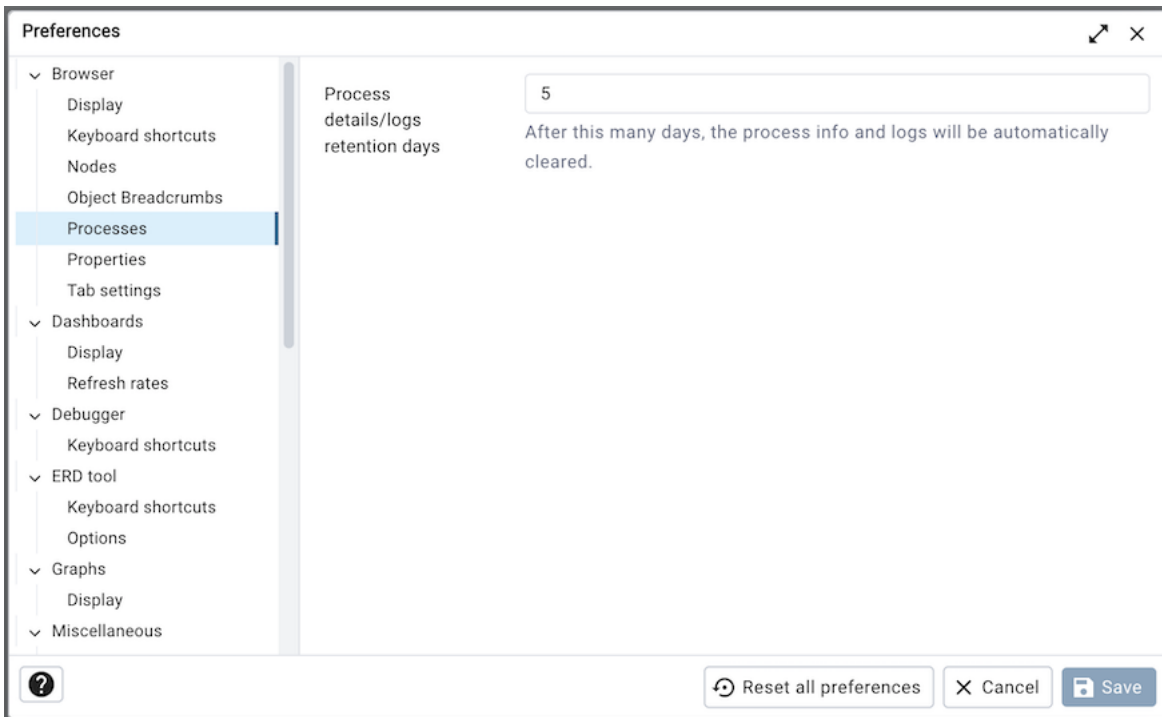 Preferences
Browser
Display
Keyboard shortcuts
Nodes
Object Breadcrumbs
Processes
Properties
Tab settings
Dashboards
Display
Refresh rates
Debugger
Keyboard shortcuts
ERD tool
Keyboard shortcuts
Options
Graphs
Display
Miscellaneous
Process
details/logs
retention days
5
After this many days, the process info and logs will be automatically
cleared.
?
Reset all preferences
Cancel
Save